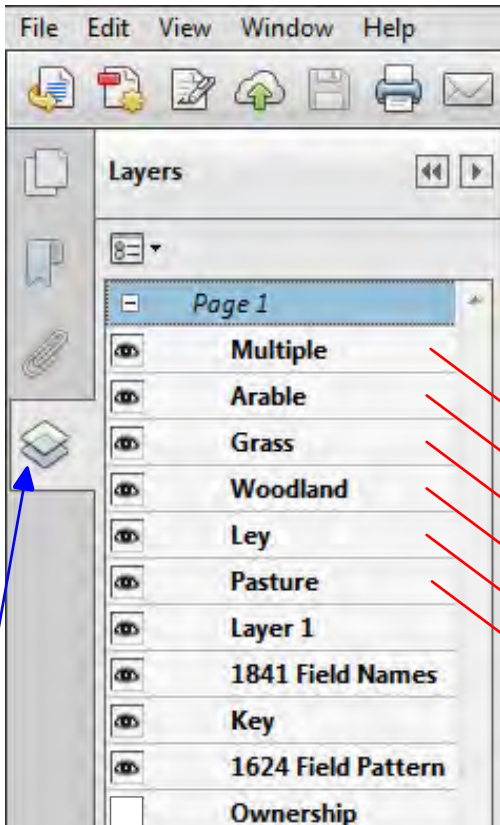 File Edit View Window Help
Layers
Page 1
Multiple
Arable
Grass
Woodland
Ley
Pasture
Layer 1
1841 Field Names
Key
1624 Field Pattern
Ownership